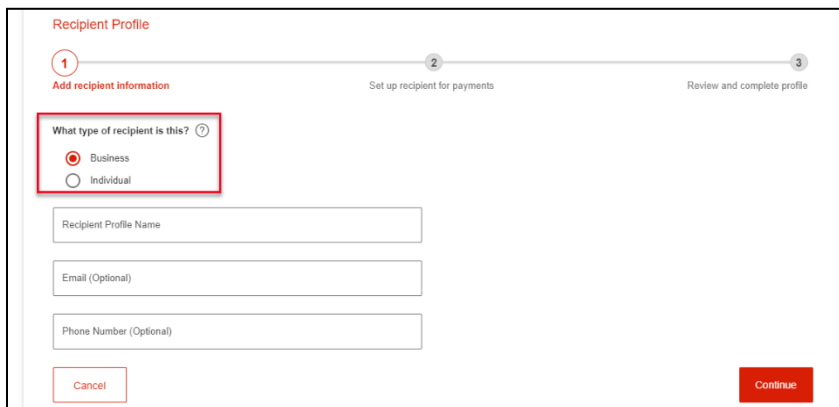 Recipient Profile
1 2 3
Add recipient information Set up recipient for payments Review and complete profile
What type of recipient is this? ?
Business
Individual
Recipient Profile Name
Email (Optional)
Phone Number (Optional)
Cancel Continue